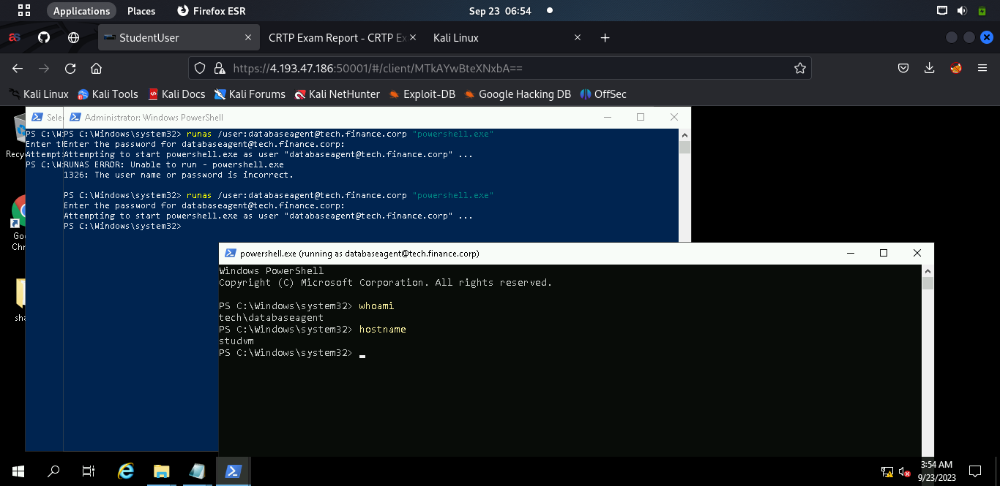 Applications Places Firefox ESR Sep 23 06:54
StudentUser CRTP Exam Report - CRTP Ex Kali Linux
https://4.193.47.186:50001/#/client/MTkAYwBteXNxbA==
Kali Linux Kali Tools Kali Docs Kali Forums Kali NetHunter Exploit-DB Google Hacking DB OffSec
Sele Administrator: Windows PowerShell
PS C:\W PS C:\Windows\system32> runas /user:databaseagent@tech.finance.corp "powershell.exe"
Enter t Enter the password for databaseagent@tech.finance.corp:
Attempt Attempting to start powershell.exe as user "databaseagent@tech.finance.corp" ...
PS C:\W RUNAS ERROR: Unable to run - powershell.exe
1326: The user name or password is incorrect.
PS C:\Windows\system32> runas /user:databaseagent@tech.finance.corp "powershell.exe"
Enter the password for databaseagent@tech.finance.corp:
Attempting to start powershell.exe as user "databaseagent@tech.finance.corp" ...
PS C:\Windows\system32>
Recy
Goo
Chr
sha
powershell.exe (running as databaseagent@tech.finance.corp)
Windows PowerShell
Copyright (C) Microsoft Corporation. All rights reserved.
PS C:\Windows\system32> whoami
tech\databaseagent
PS C:\Windows\system32> hostname
studvm
PS C:\Windows\system32>
3:54 AM
9/23/2023